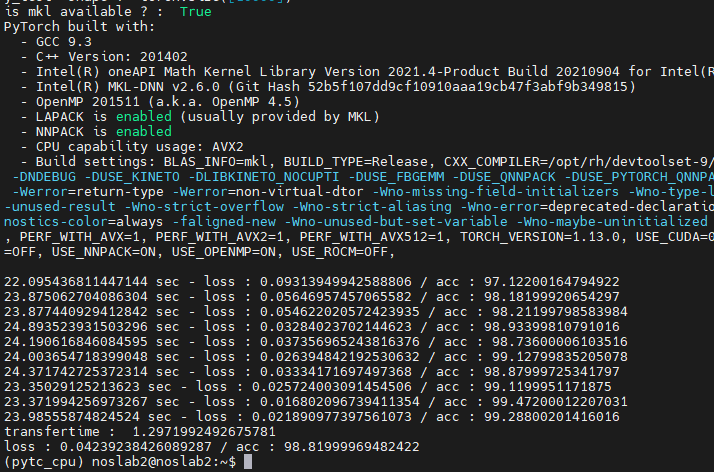 is mkl available ? :  True
PyTorch built with:
  - GCC 9.3
  - C++ Version: 201402
  - Intel(R) oneAPI Math Kernel Library Version 2021.4-Product Build 20210904 for Intel(R
  - Intel(R) MKL-DNN v2.6.0 (Git Hash 52b5f107dd9cf10910aaa19cb47f3abf9b349815)
  - OpenMP 201511 (a.k.a. OpenMP 4.5)
  - LAPACK is enabled (usually provided by MKL)
  - NNPACK is enabled
  - CPU capability usage: AVX2
  - Build settings: BLAS_INFO=mkl, BUILD_TYPE=Release, CXX_COMPILER=/opt/rh/devtoolset-9/
 -DNDEBUG -DUSE_KINETO -DLIBKINETO_NOCUPTI -DUSE_FBGEMM -DUSE_QNNPACK -DUSE_PYTORCH_QNNPA
 -Werror=return-type -Werror=non-virtual-dtor -Wno-missing-field-initializers -Wno-type-l
-unused-result -Wno-strict-overflow -Wno-strict-aliasing -Wno-error=deprecated-declaratio
nostics-color=always -faligned-new -Wno-unused-but-set-variable -Wno-maybe-uninitialized
, PERF_WITH_AVX=1, PERF_WITH_AVX2=1, PERF_WITH_AVX512=1, TORCH_VERSION=1.13.0, USE_CUDA=0
=OFF, USE_NNPACK=ON, USE_OPENMP=ON, USE_ROCM=OFF,
22.095436811447144 sec - loss : 0.09313949942588806 / acc : 97.12200164794922
23.875062704086304 sec - loss : 0.05646957457065582 / acc : 98.18199920654297
23.877440929412842 sec - loss : 0.054622020572423935 / acc : 98.21199798583984
24.893523931503296 sec - loss : 0.03284023702144623 / acc : 98.93399810791016
24.190616846084595 sec - loss : 0.037356965243816376 / acc : 98.73600006103516
24.003654718399048 sec - loss : 0.026394842192530632 / acc : 99.12799835205078
24.371742725372314 sec - loss : 0.03334171697497368 / acc : 98.87999725341797
23.35029125213623 sec - loss : 0.025724003091454506 / acc : 99.1199951171875
23.371994256973267 sec - loss : 0.016802096739411354 / acc : 99.47200012207031
23.98555874824524 sec - loss : 0.021890977397561073 / acc : 99.28800201416016
transfertime :  1.2971992492675781
loss : 0.04239238426089287 / acc : 98.81999969482422
(pytc_cpu) noslab2@noslab2:~$